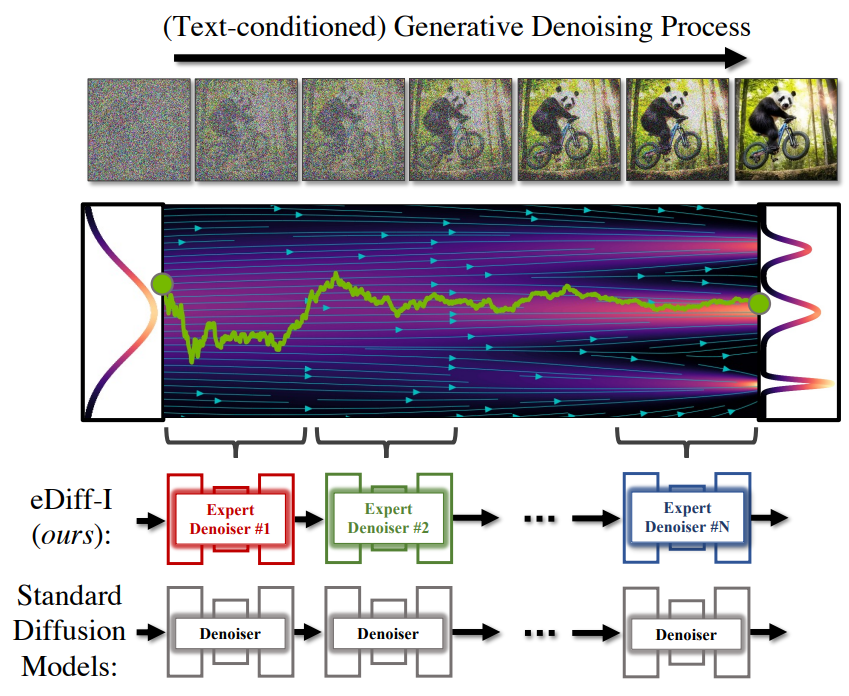 (Text-conditioned) Generative Denoising Process
eDiff-I
(ours):
Expert
Denoiser #1
Expert
Denoiser #2
Expert
Denoiser #N
Standard
Diffusion
Models:
Denoiser
Denoiser
Denoiser